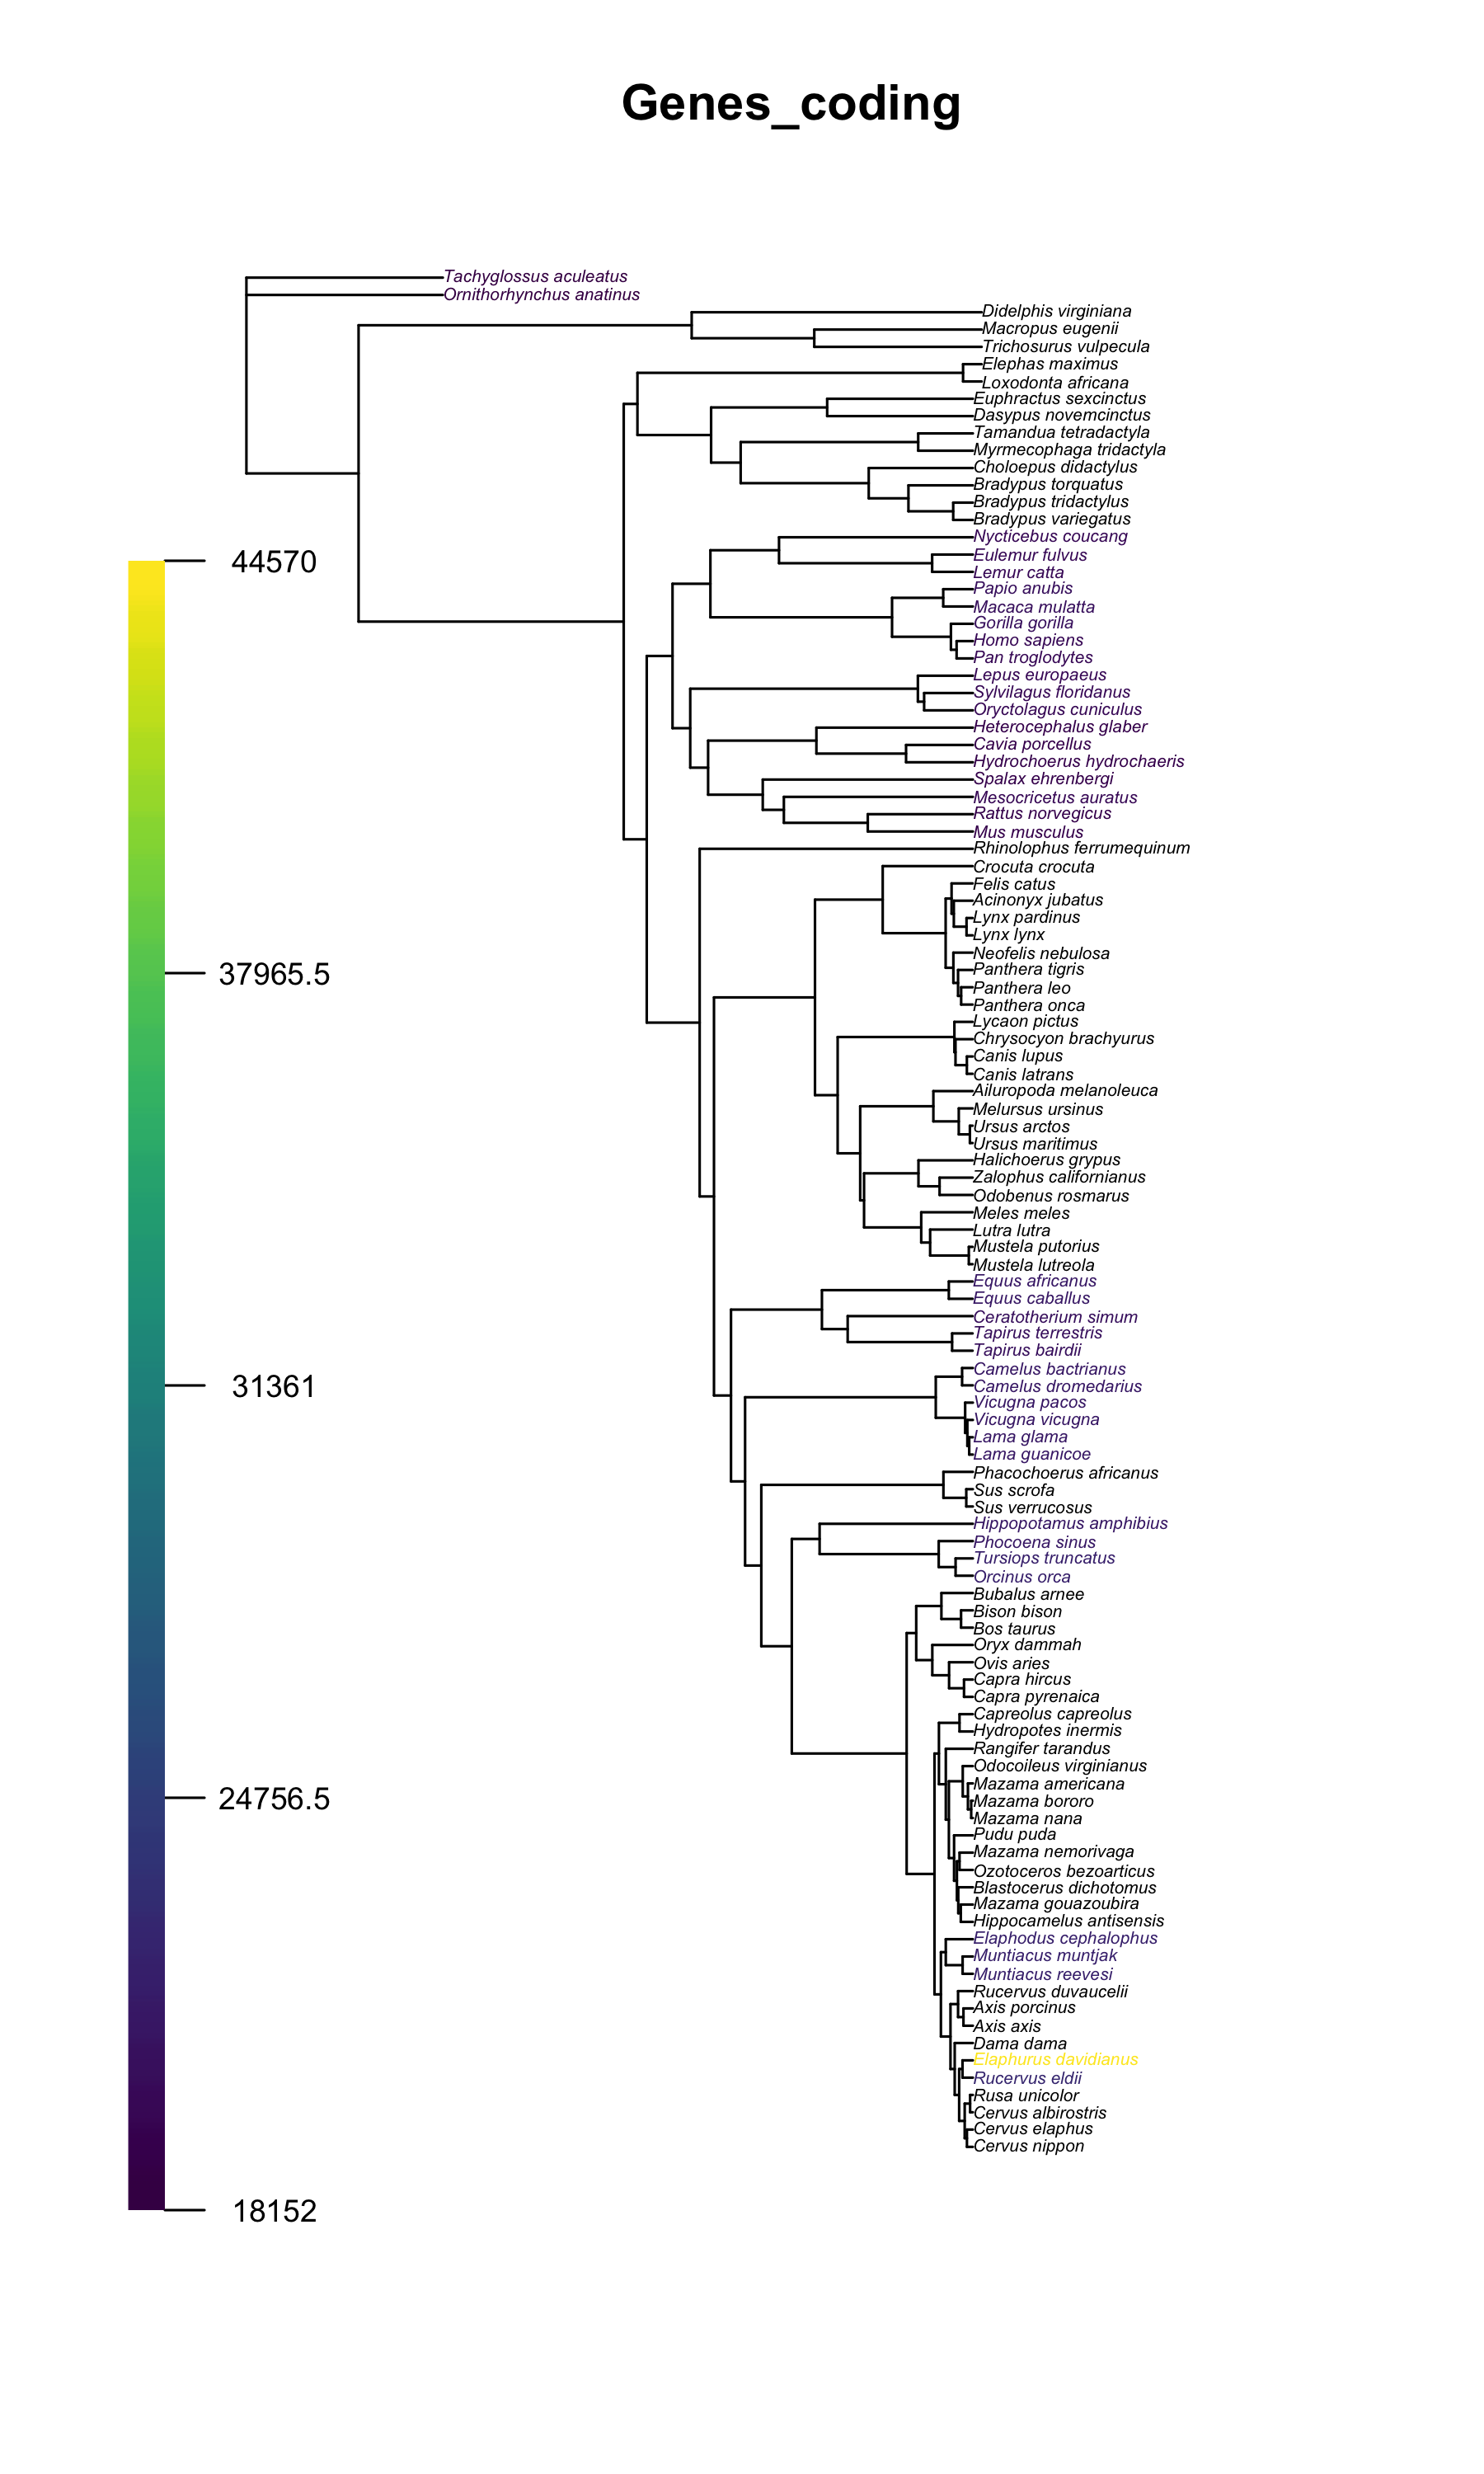 Genes_coding
Tachyglossus aculeatus
Ornithorhynchus anatinus
Didelphis virginiana
Macropus eugenii
Trichosurus vulpecula
Elephas maximus
Loxodonta africana
Euphractus sexcinctus
Dasypus novemcinctus
Tamandua tetradactyla
Myrmecophaga tridactyla
Choloepus didactylus
Bradypus torquatus
Bradypus tridactylus
Bradypus variegatus
Nycticebus coucang
Eulemur fulvus
Lemur catta
Papio anubis
Macaca mulatta
Gorilla gorilla
Homo sapiens
Pan troglodytes
Lepus europaeus
Sylvilagus floridanus
Oryctolagus cuniculus
Heterocephalus glaber
Cavia porcellus
Hydrochoerus hydrochaeris
Spalax ehrenbergi
Mesocricetus auratus
Rattus norvegicus
Mus musculus
Rhinolophus ferrumequinum
Crocuta crocuta
Felis catus
Acinonyx jubatus
Lynx pardinus
Lynx lynx
Neofelis nebulosa
Panthera tigris
Panthera leo
Panthera onca
Lycaon pictus
Chrysocyon brachyurus
Canis lupus
Canis latrans
Ailuropoda melanoleuca
Melursus ursinus
Ursus arctos
Ursus maritimus
Halichoerus grypus
Zalophus californianus
Odobenus rosmarus
Meles meles
Lutra lutra
Mustela putorius
Mustela lutreola
Equus africanus
Equus caballus
Ceratotherium simum
Tapirus terrestris
Tapirus bairdii
Camelus bactrianus
Camelus dromedarius
Vicugna pacos
Vicugna vicugna
Lama glama
Lama guanicoe
Phacochoerus africanus
Sus scrofa
Sus verrucosus
Hippopotamus amphibius
Phocoena sinus
Tursiops truncatus
Orcinus orca
Bubalus arnee
Bison bison
Bos taurus
Oryx dammah
Ovis aries
Capra hircus
Capra pyrenaica
Capreolus capreolus
Hydropotes inermis
Rangifer tarandus
Odocoileus virginianus
Mazama americana
Mazama bororo
Mazama nana
Pudu puda
Mazama nemorivaga
Ozotoceros bezoarticus
Blastocerus dichotomus
Mazama gouazoubira
Hippocamelus antisensis
Elaphodus cephalophus
Muntiacus muntjak
Muntiacus reevesi
Rucervus duvaucelii
Axis porcinus
Axis axis
Dama dama
Elaphurus davidianus
Rucervus eldii
Rusa unicolor
Cervus albirostris
Cervus elaphus
Cervus nippon
44570
37965.5
31361
24756.5
18152